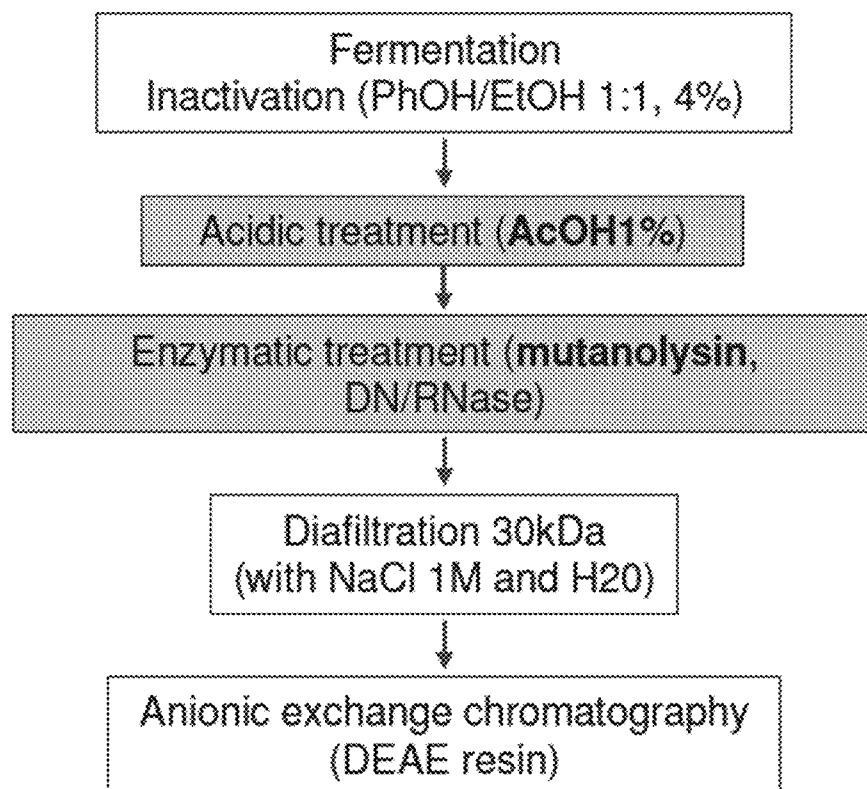 Fermentation
Inactivation (PhOH/EtOH 1:1, 4%)
Acidic treatment (AcOH1%)
Enzymatic treatment (mutanolysin,
DN/RNase)
Diafiltration 30kDa
(with NaCl 1M and H20)
Anionic exchange chromatography
(DEAE resin)